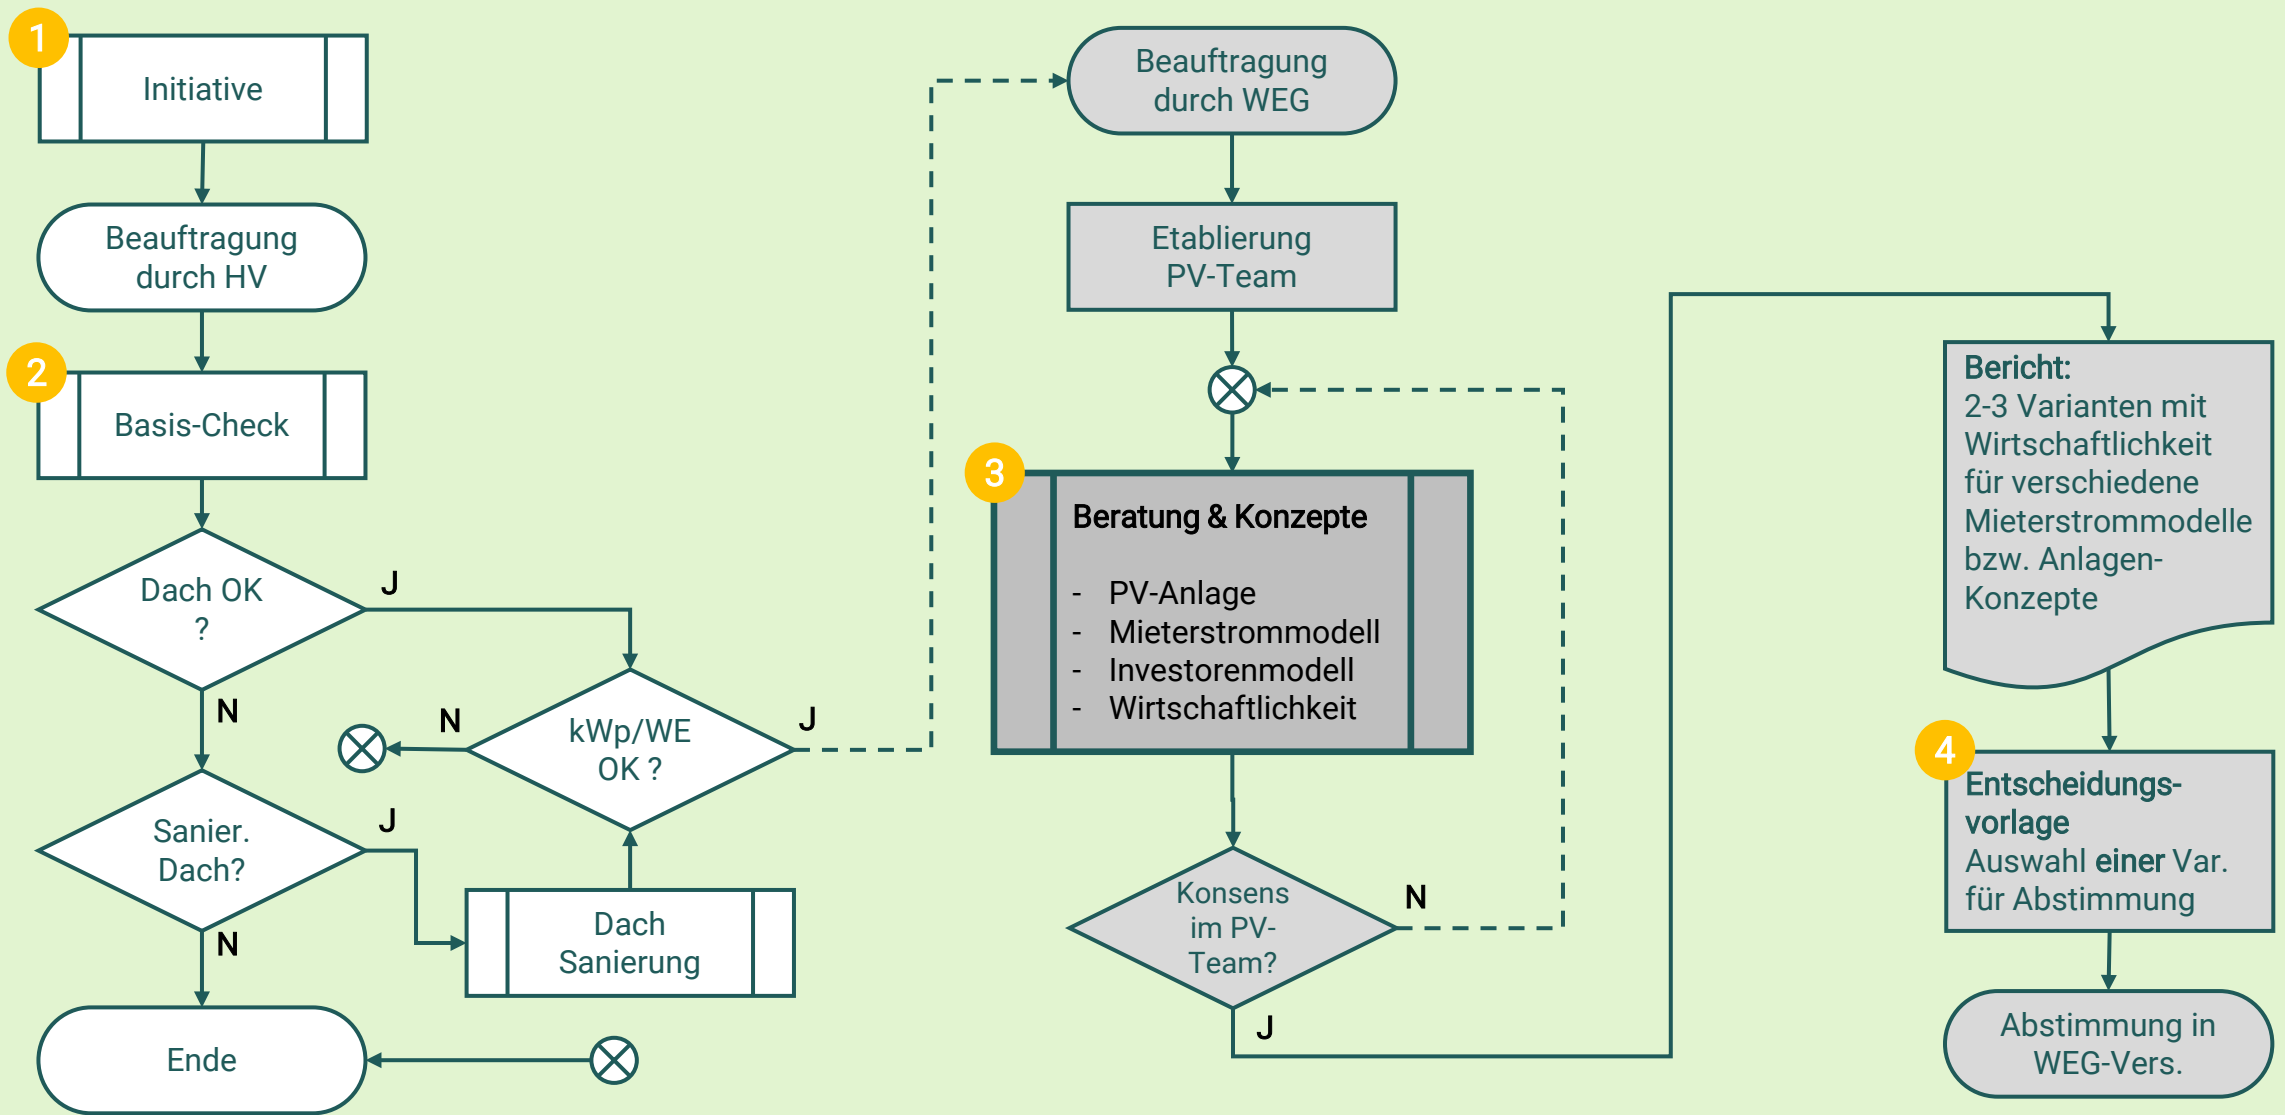 1
Initiative
Beauftragung
durch HV
2
Basis-Check
Dach OK
?
J
N
Sanier.
Dach?
J
N
Ende
kWp/WE
OK ?
N
J
Dach
Sanierung
Beauftragung
durch WEG
Etablierung
PV-Team
3
Beratung & Konzepte
- PV-Anlage
- Mieterstrommodell
- Investorenmodell
- Wirtschaftlichkeit
Konsens
im PV-
Team?
N
J
Bericht:
2-3 Varianten mit
Wirtschaftlichkeit
für verschiedene
Mieterstrommodelle
bzw. Anlagen-
Konzepte
4
Entscheidungs-
vorlage
Auswahl einer Var.
für Abstimmung
Abstimmung in
WEG-Vers.